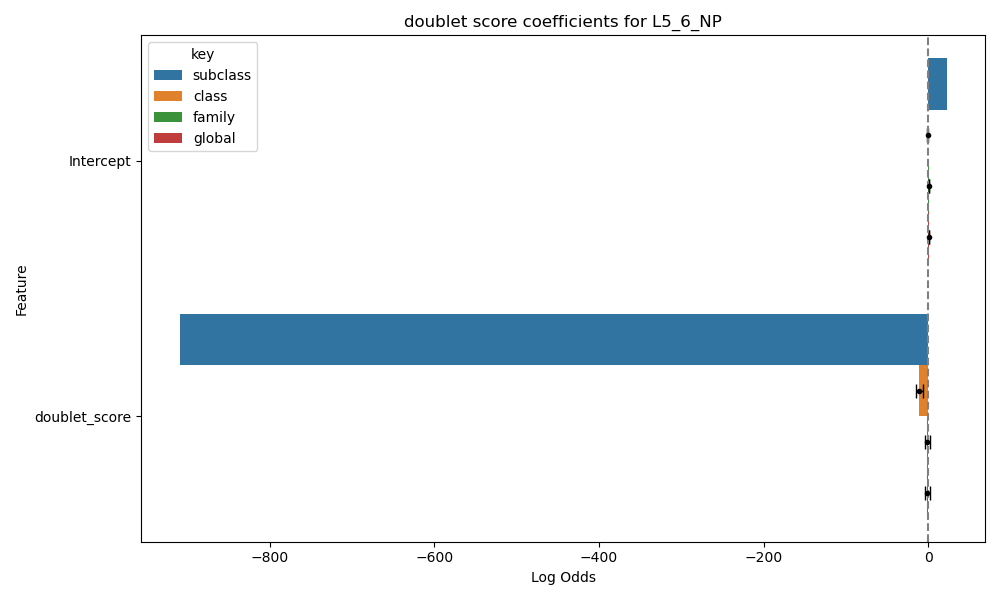 doublet score coefficients for L5_6_NP
key
subclass
class
family
global
Intercept
doublet_score
Feature
−800
−600
−400
−200
0
Log Odds